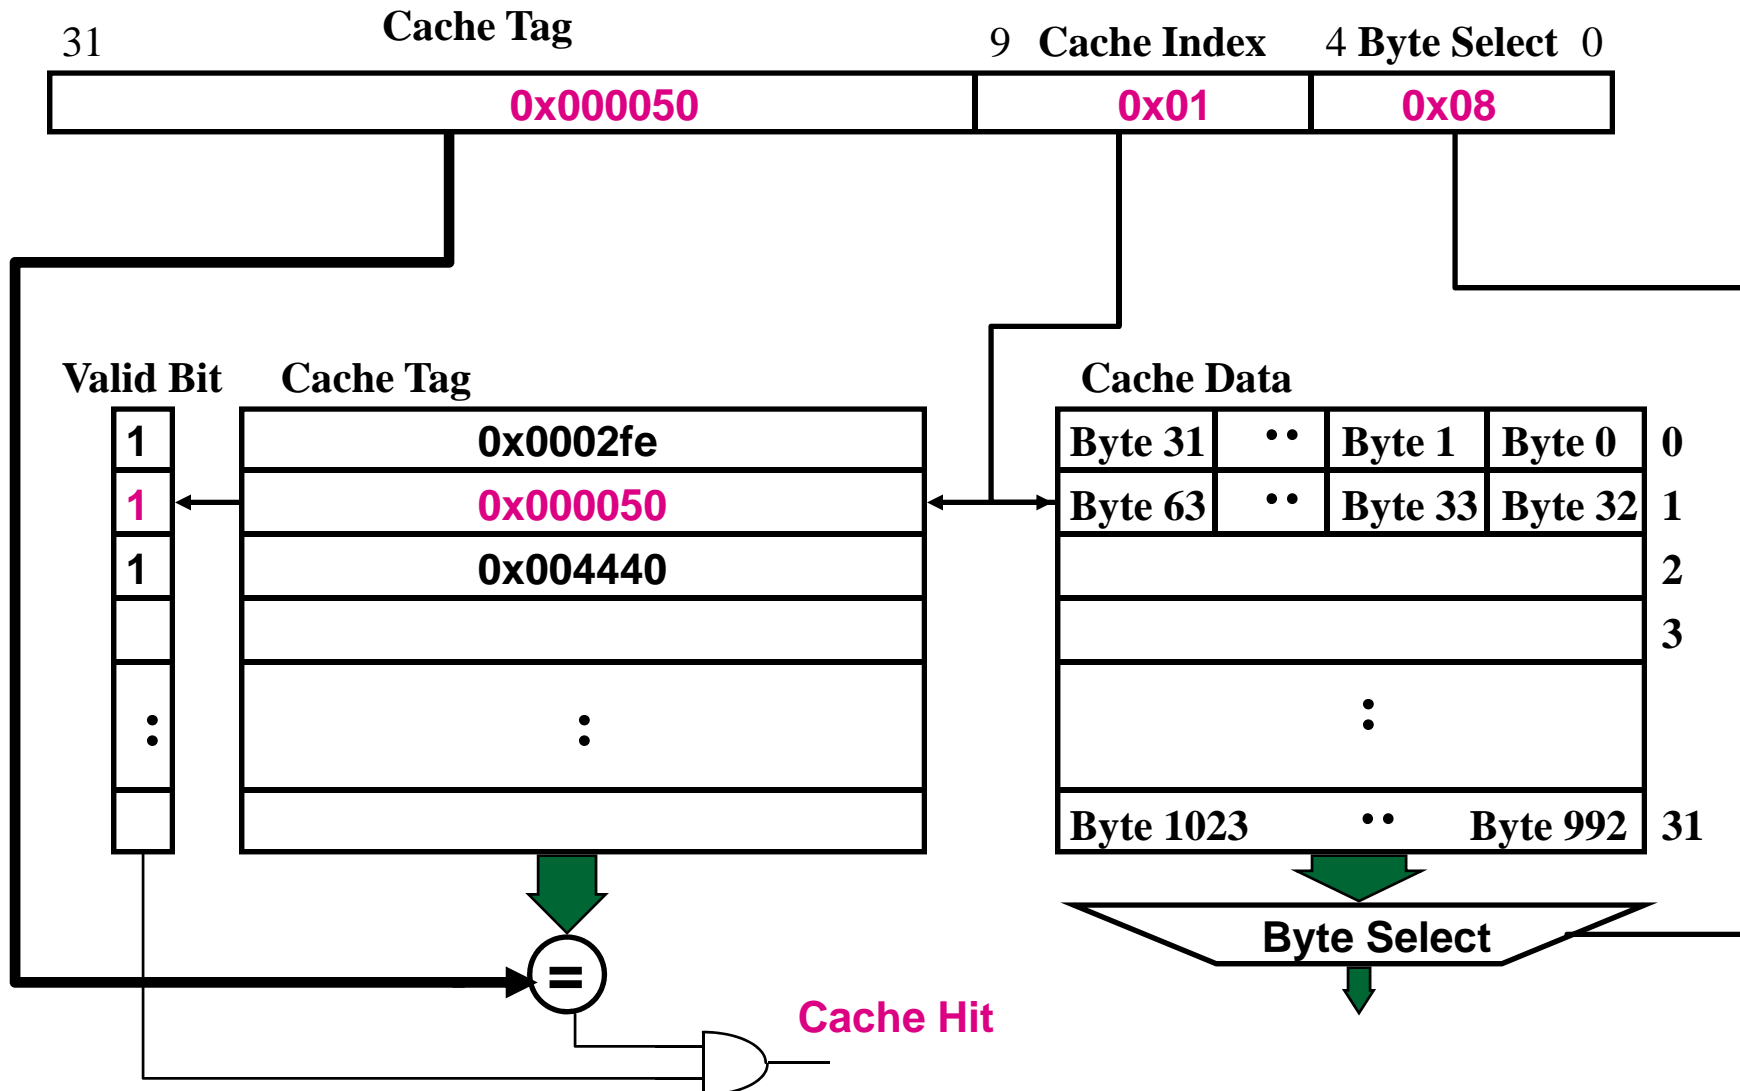 Cache Tag
31 9 Cache Index 4 Byte Select 0
0x000050 0x01 0x08
Valid Bit Cache Tag Cache Data
1 0x0002fe Byte 31 ·· Byte 1 Byte 0 0
1 0x000050 Byte 63 ·· Byte 33 Byte 32 1
1 0x004440 2
3
: : :
Byte 1023 ·· Byte 992 31
Byte Select
=
Cache Hit